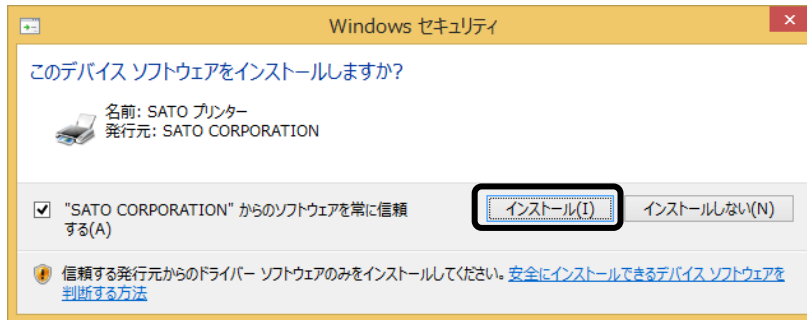 Windows セキュリティ
このデバイス ソフトウェアをインストールしますか?
名前: SATO プリンター
発行元: SATO CORPORATION
"SATO CORPORATION" からのソフトウェアを常に信頼
する(A)
インストール(I)
インストールしない(N)
信頼する発行元からのドライバー ソフトウェアのみをインストールしてください。安全にインストールできるデバイス ソフトウェアを
判断する方法